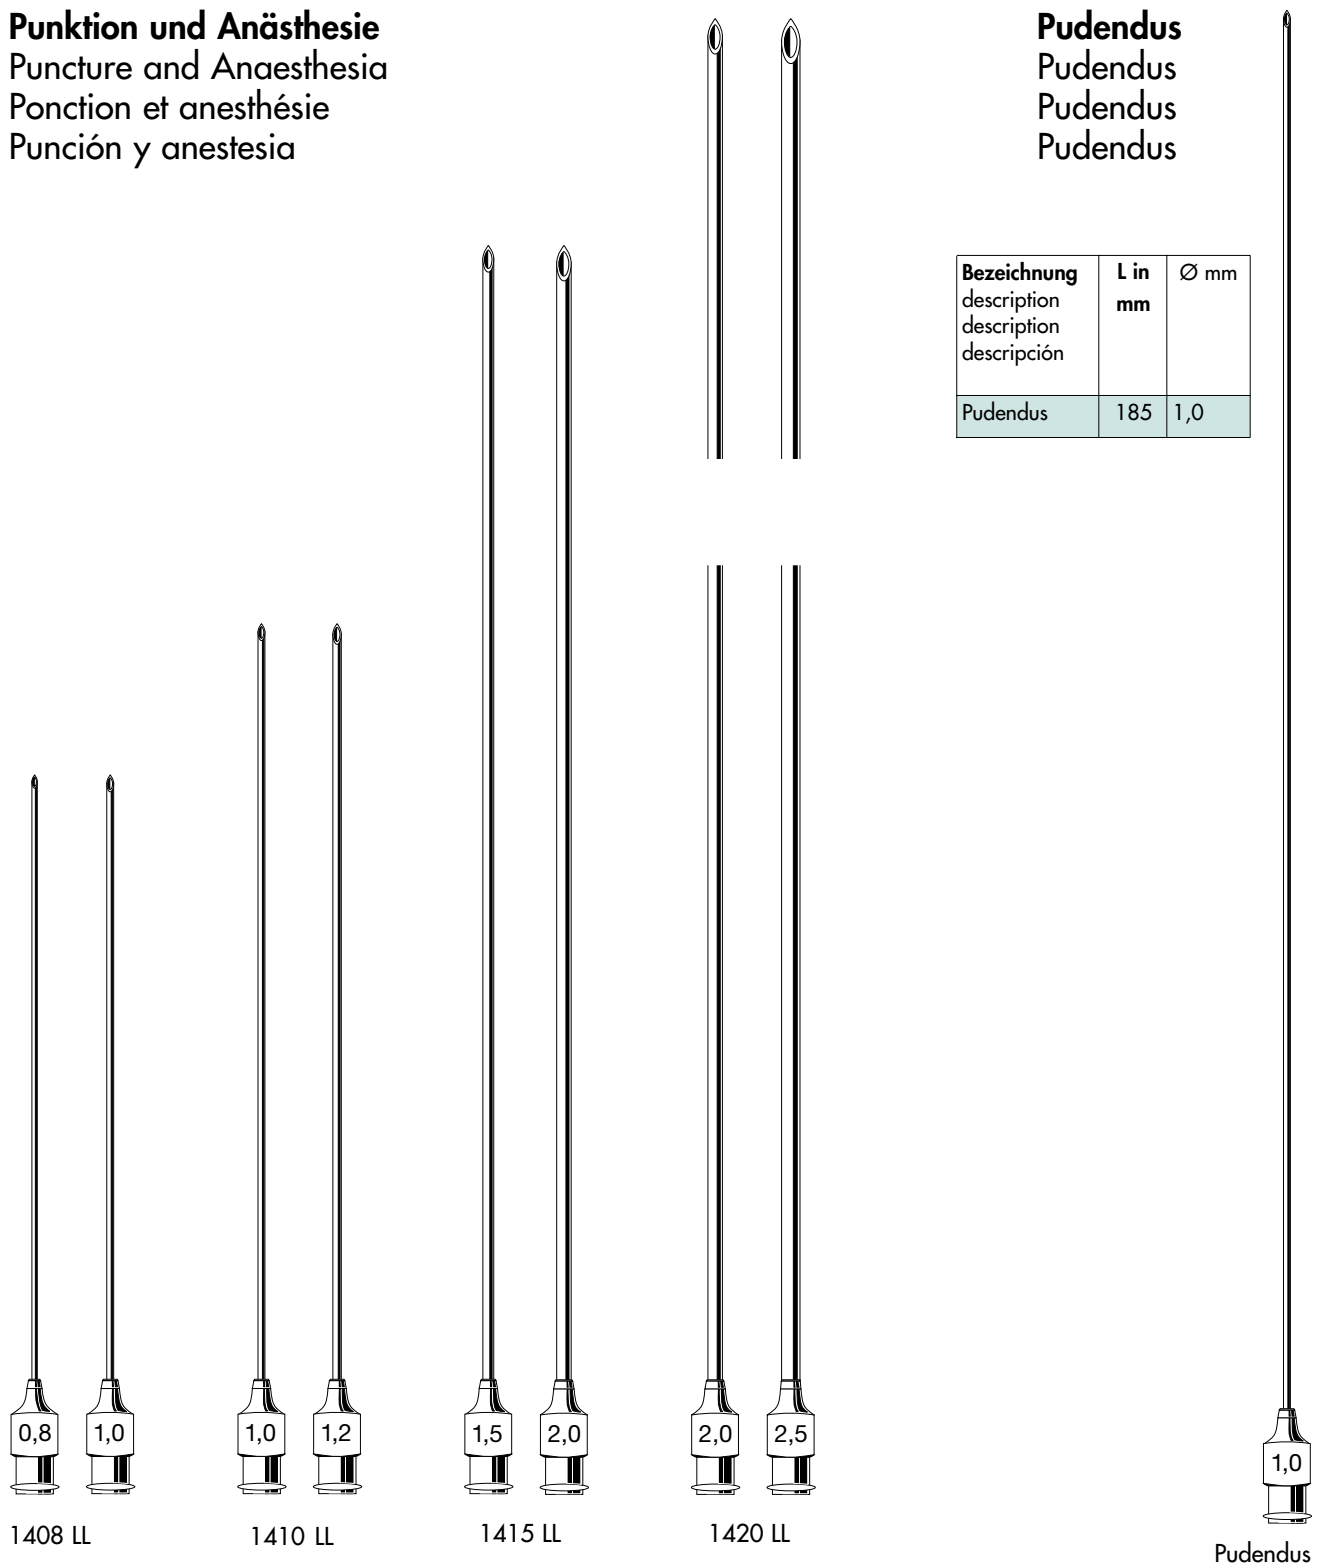 Punktion und Anästhesie
Puncture and Anaesthesia
Ponction et anesthésie
Punción y anestesia
Pudendus
Pudendus
Pudendus
Pudendus
Bezeichnung
description
description
descripción
L in
mm
Ø mm
Pudendus 185 1,0
0,8 1,0 1,0 1,2 1,5 2,0 2,0 2,5 1,0
1408 LL 1410 LL 1415 LL 1420 LL
Pudendus